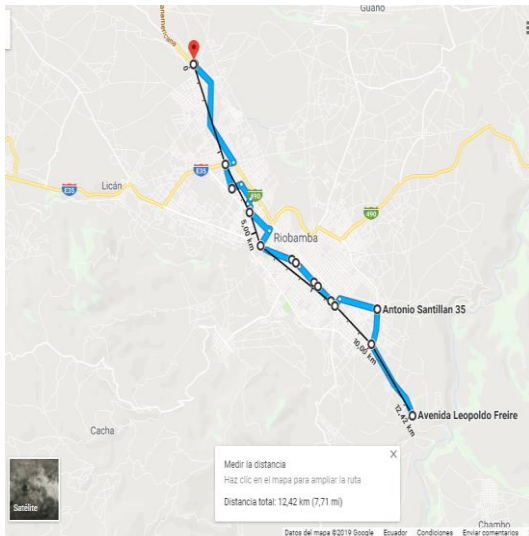 Guano
Panamericana
0
E35
E35
Licán
490
490
5,00 km
Riobamba
Antonio Santillan 35
10,00 km
12,42 km
Avenida Leopoldo Freire
Cacha
Medir la distancia
X
Haz clic en el mapa para ampliar la ruta
Distancia total: 12,42 km (7,71 mi)
Satélite
Chambo
Datos del mapa ©2019 Google Ecuador Condiciones Enviar comentarios